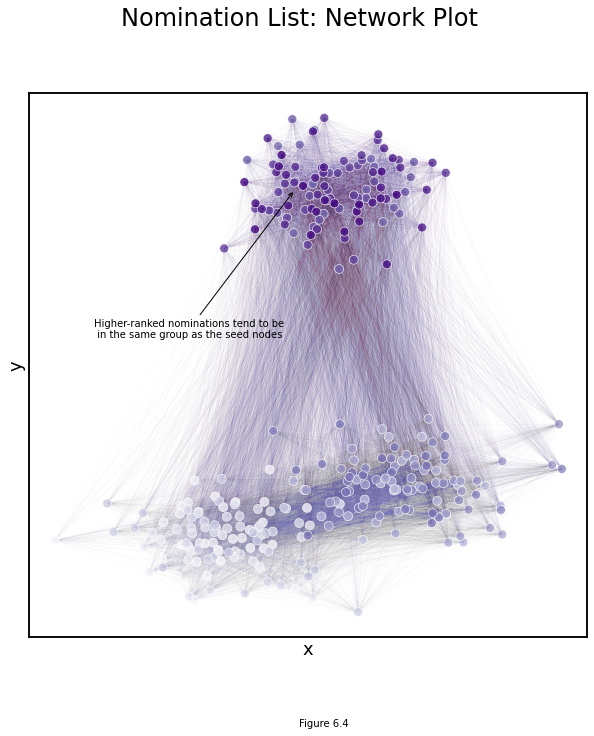 Nomination List: Network Plot
Higher-ranked nominations tend to be
in the same group as the seed nodes
y
x
Figure 6.4